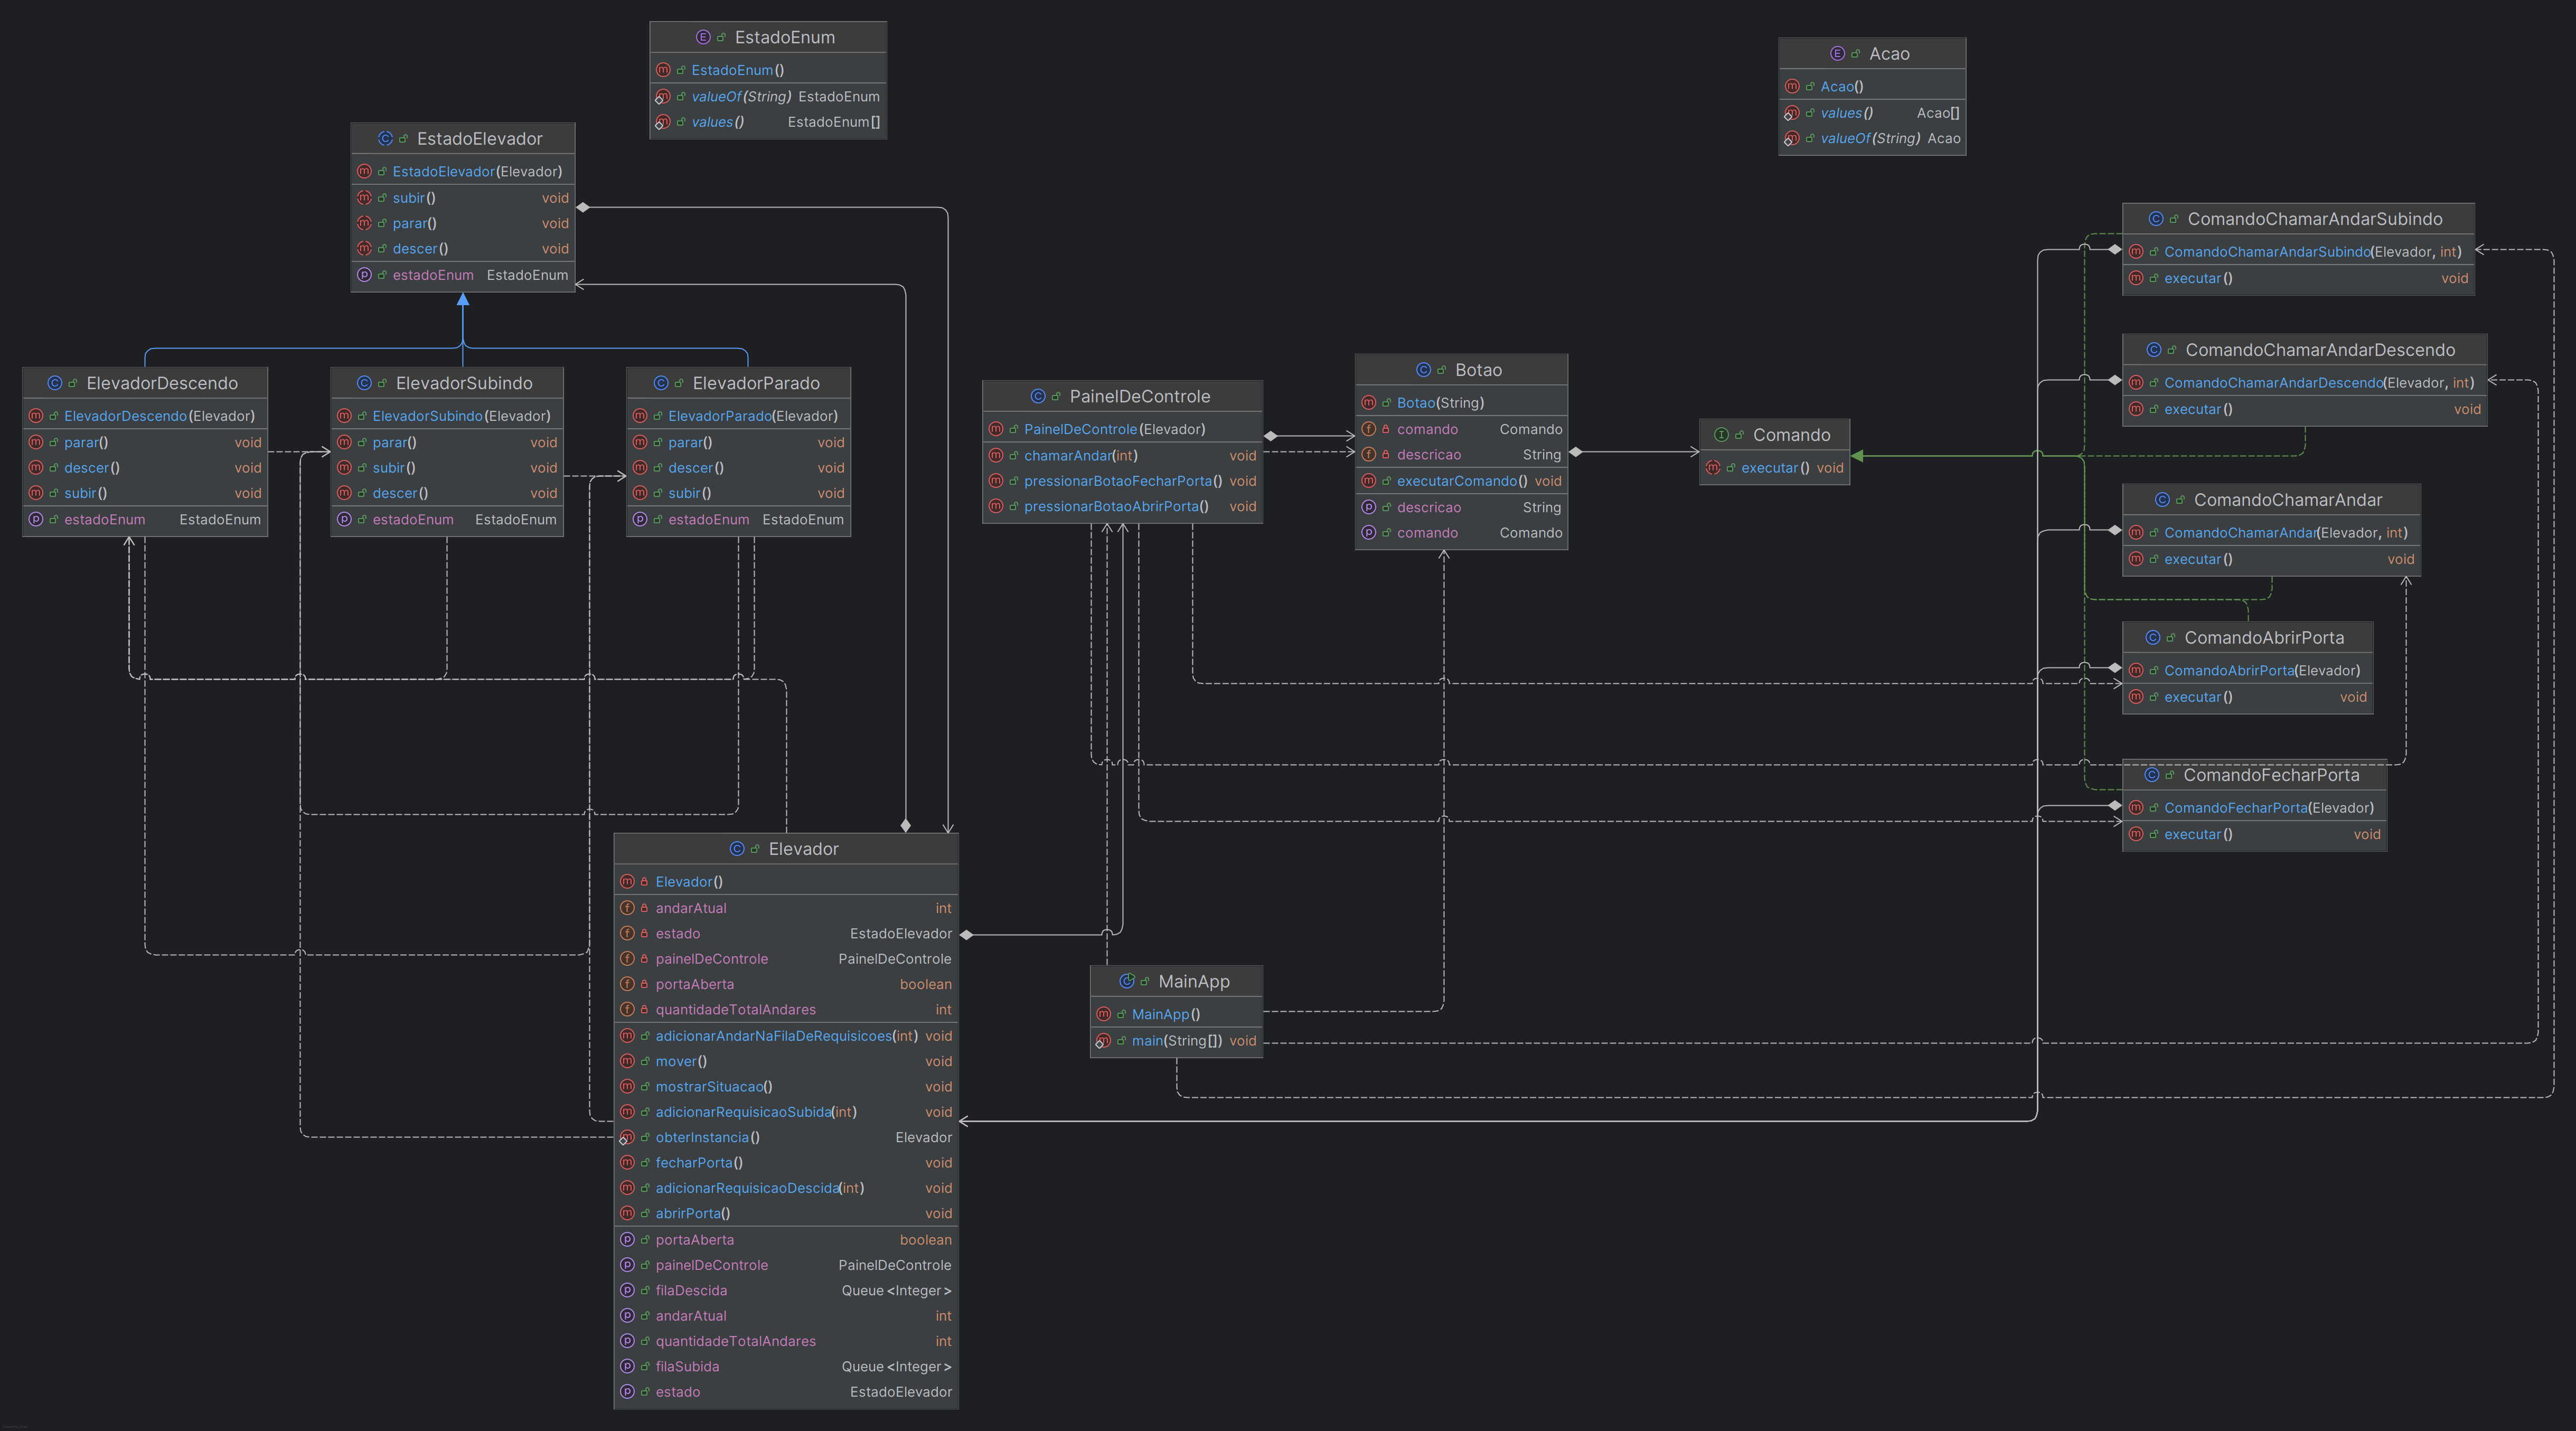 EstadoEnum
EstadoEnum()
valueOf(String) EstadoEnum
values() EstadoEnum[]
Acao
Acao()
values() Acao[]
valueOf(String) Acao
EstadoElevador
EstadoElevador(Elevador)
subir() void
parar() void
descer() void
estadoEnum EstadoEnum
ComandoChamarAndarSubindo
ComandoChamarAndarSubindo(Elevador, int)
executar() void
ComandoChamarAndarDescendo
ComandoChamarAndarDescendo(Elevador, int)
executar() void
ElevadorDescendo
ElevadorDescendo(Elevador)
parar() void
descer() void
subir() void
estadoEnum EstadoEnum
ElevadorSubindo
ElevadorSubindo(Elevador)
parar() void
subir() void
descer() void
estadoEnum EstadoEnum
ElevadorParado
ElevadorParado(Elevador)
parar() void
descer() void
subir() void
estadoEnum EstadoEnum
PainelDeControle
PainelDeControle(Elevador)
chamarAndar(int) void
pressionarBotaoFecharPorta() void
pressionarBotaoAbrirPorta() void
Botao
Botao(String)
comando Comando
descricao String
executarComando() void
descricao String
comando Comando
Comando
executar() void
ComandoChamarAndar
ComandoChamarAndar(Elevador, int)
executar() void
ComandoAbrirPorta
ComandoAbrirPorta(Elevador)
executar() void
ComandoFecharPorta
ComandoFecharPorta(Elevador)
executar() void
Elevador
Elevador()
andarAtual int
estado EstadoElevador
painelDeControle PainelDeControle
portaAberta boolean
quantidadeTotalAndares int
adicionarAndarNaFilaDeRequisicoes(int) void
mover() void
mostrarSituacao() void
adicionarRequisicaoSubida(int) void
obterInstancia() Elevador
fecharPorta() void
adicionarRequisicaoDescida(int) void
abrirPorta() void
portaAberta boolean
painelDeControle PainelDeControle
filaDescida Queue<Integer>
andarAtual int
quantidadeTotalAndares int
filaSubida Queue<Integer>
estado EstadoElevador
MainApp
MainApp()
main(String[]) void